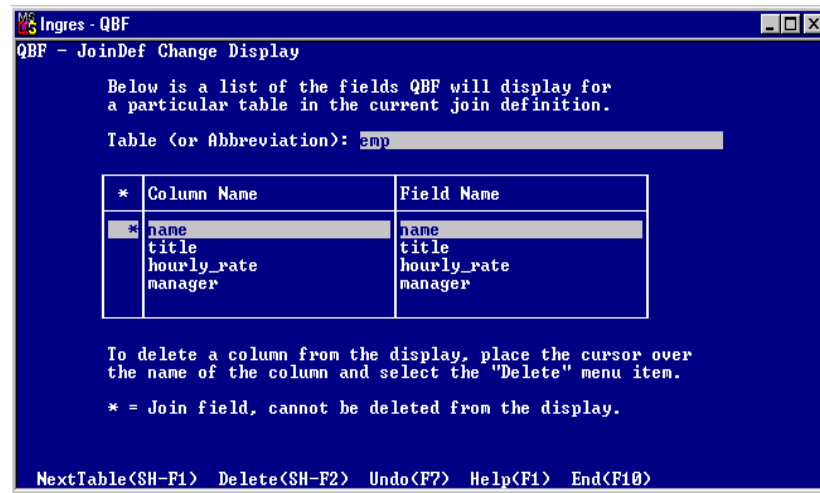 Ingres - QBF
QBF - JoinDef Change Display
Below is a list of the fields QBF will display for
a particular table in the current join definition.
Table (or Abbreviation): emp
* Column Name Field Name
* name name
title title
hourly_rate hourly_rate
manager manager
To delete a column from the display, place the cursor over
the name of the column and select the "Delete" menu item.
* = Join field, cannot be deleted from the display.
NextTable(SH-F1) Delete(SH-F2) Undo(F7) Help(F1) End(F10)